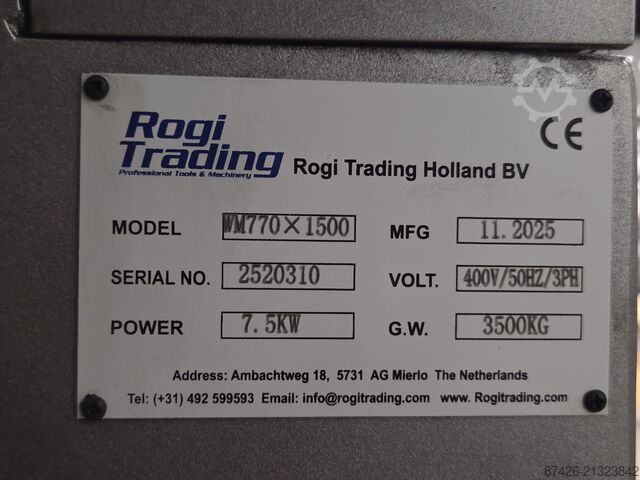 Rogi Trading
Professional Tools & Machinery
Rogi Trading Holland BV
CE
MODEL WM770×1500
MFG 11.2025
SERIAL NO. 2520310
VOLT. 400V/50HZ/3PH
POWER 7.5KW
G.W. 3500KG
Address: Ambachtweg 18, 5731 AG Mierlo The Netherlands
Tel: (+31) 492 599593 Email: info@rogitrading.com www. Rogitrading.com
87426-21323842